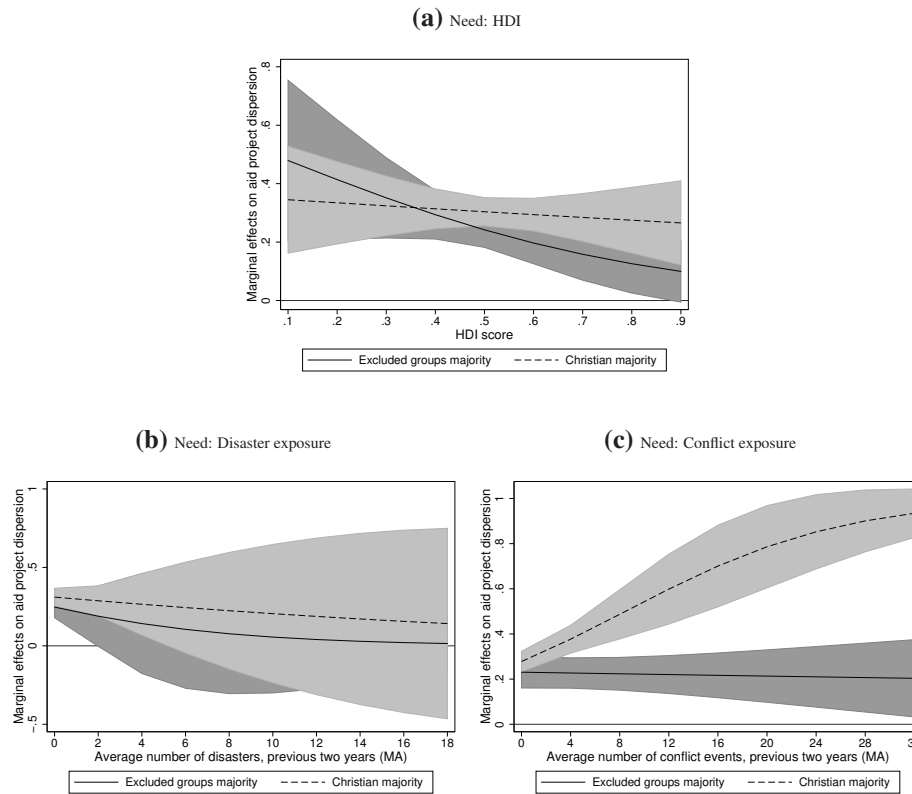 (a) Need: HDI
Marginal effects on aid project dispersion
.8
.6
.4
.2
0
.1 .2 .3 .4 .5 .6 .7 .8 .9
HDI score
Excluded groups majority Christian majority
(b) Need: Disaster exposure
Marginal effects on aid project dispersion
1
.5
0
-.5
0 2 4 6 8 10 12 14 16 18
Average number of disasters, previous two years (MA)
Excluded groups majority Christian majority
(c) Need: Conflict exposure
Marginal effects on aid project dispersion
1
.8
.6
.4
.2
0
0 4 8 12 16 20 24 28 3
Average number of conflict events, previous two years (MA)
Excluded groups majority Christian majority